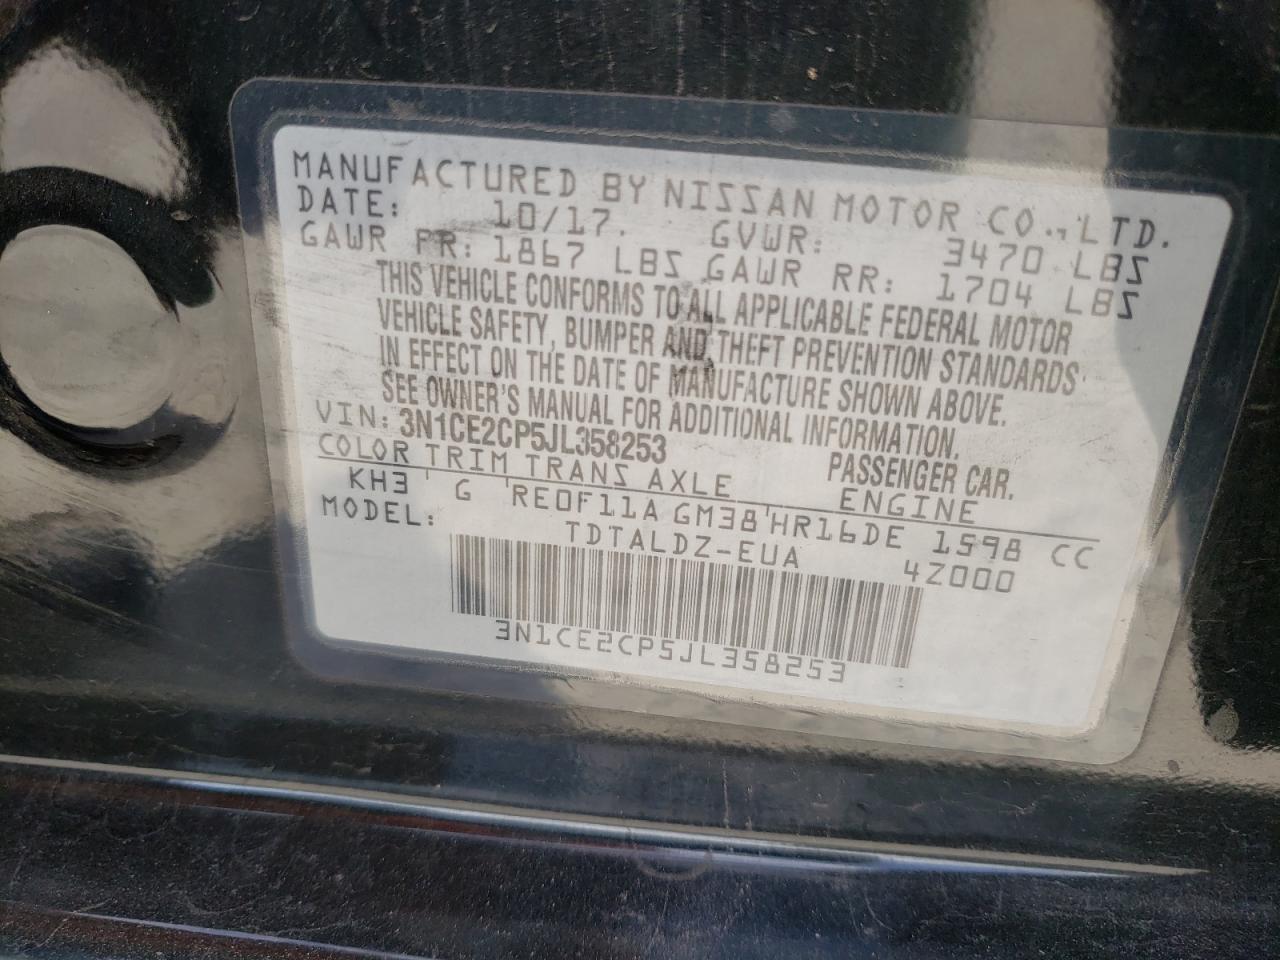 MANUFACTURED BY NISSAN MOTOR CO., LTD.
DATE: 10/17. GVWR: 3470 LBS
GAWR FR: 1867 LBS GAWR RR: 1704 LBS
THIS VEHICLE CONFORMS TO ALL APPLICABLE FEDERAL MOTOR
VEHICLE SAFETY, BUMPER AND THEFT PREVENTION STANDARDS
IN EFFECT ON THE DATE OF MANUFACTURE SHOWN ABOVE.
SEE OWNER'S MANUAL FOR ADDITIONAL INFORMATION.
VIN: 3N1CE2CP5JL358253 PASSENGER CAR.
COLOR TRIM TRANS AXLE ENGINE
KH3 G RE0F11A GM38 HR16DE 1598 CC
MODEL: TDTALDZ-EUA 4Z000
3N1CE2CP5JL358253